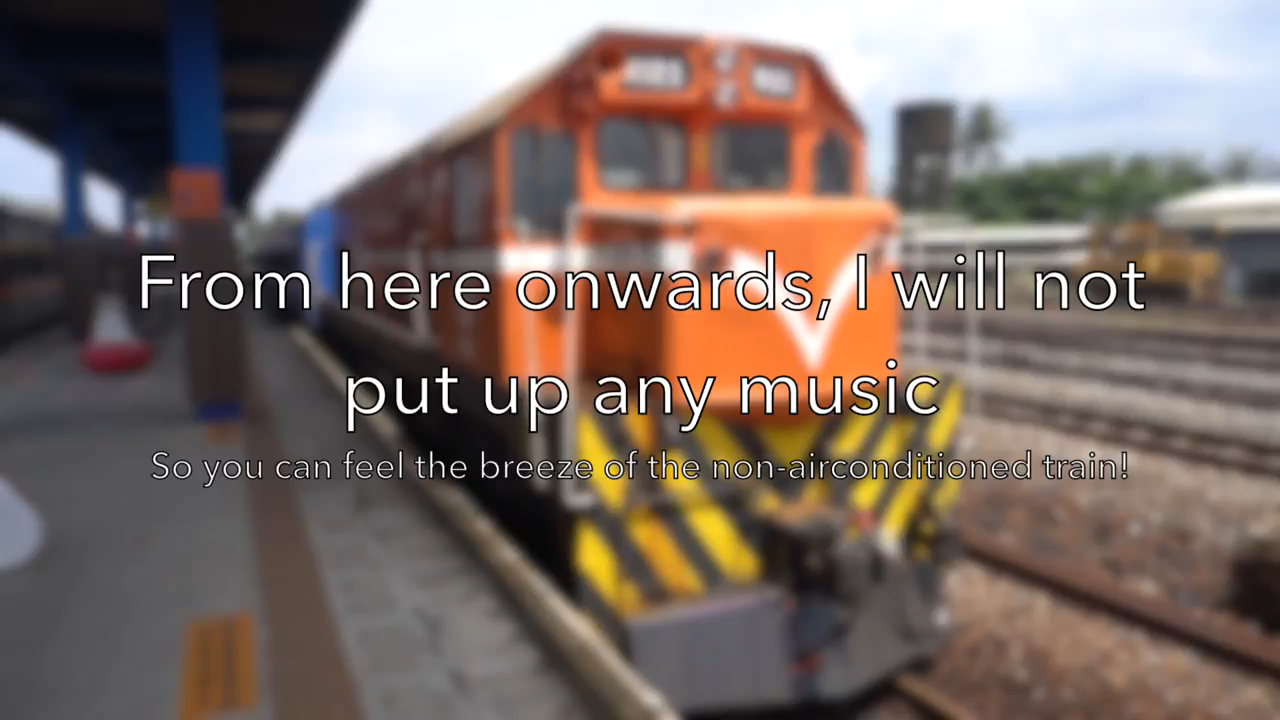 From here onwards, I will not
put up any music
So you can feel the breeze of the non-airconditioned train!